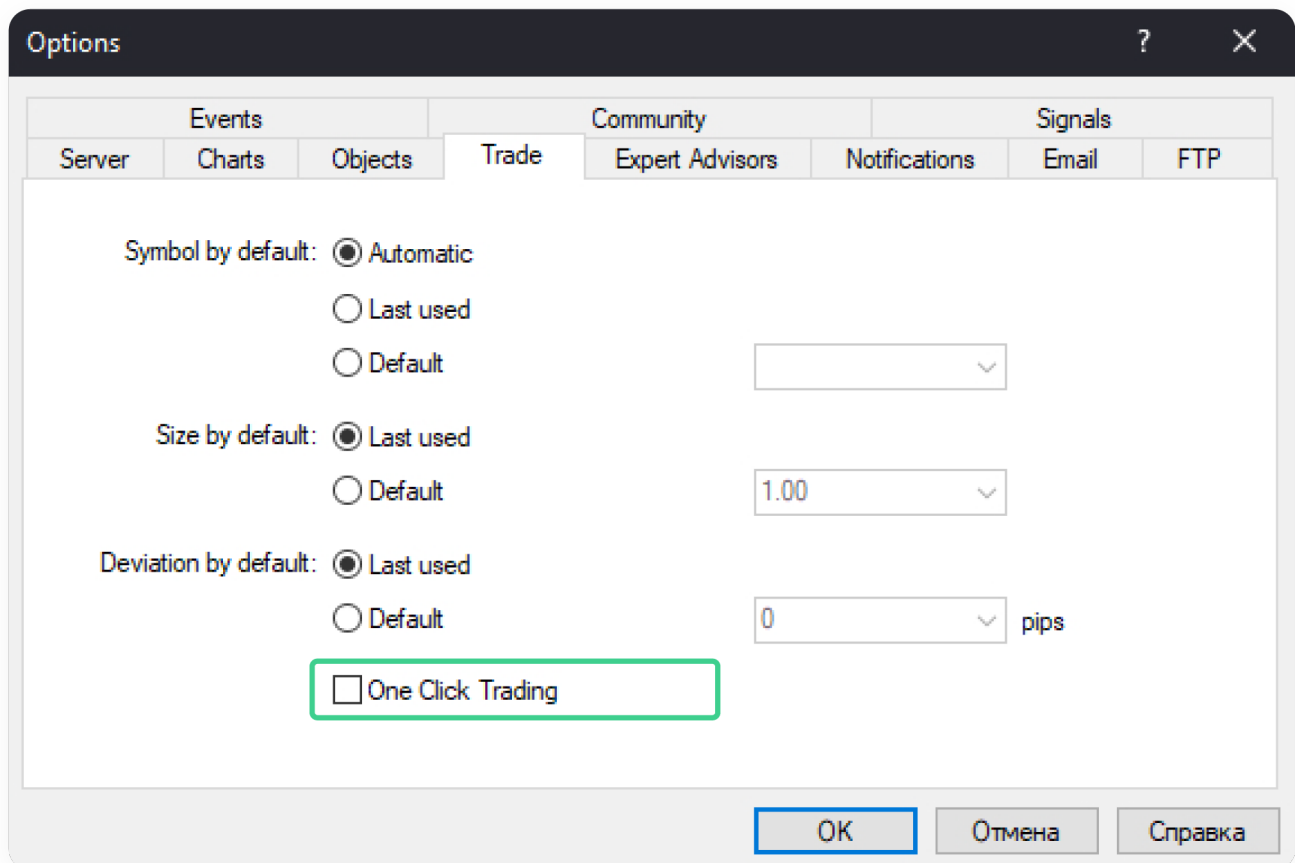 Options
Events Community Signals
Server Charts Objects Trade Expert Advisors Notifications Email FTP
Symbol by default: Automatic
Last used
Default
Size by default: Last used
Default 1.00
Deviation by default: Last used
Default 0 pips
One Click Trading
OK Отмена Справка